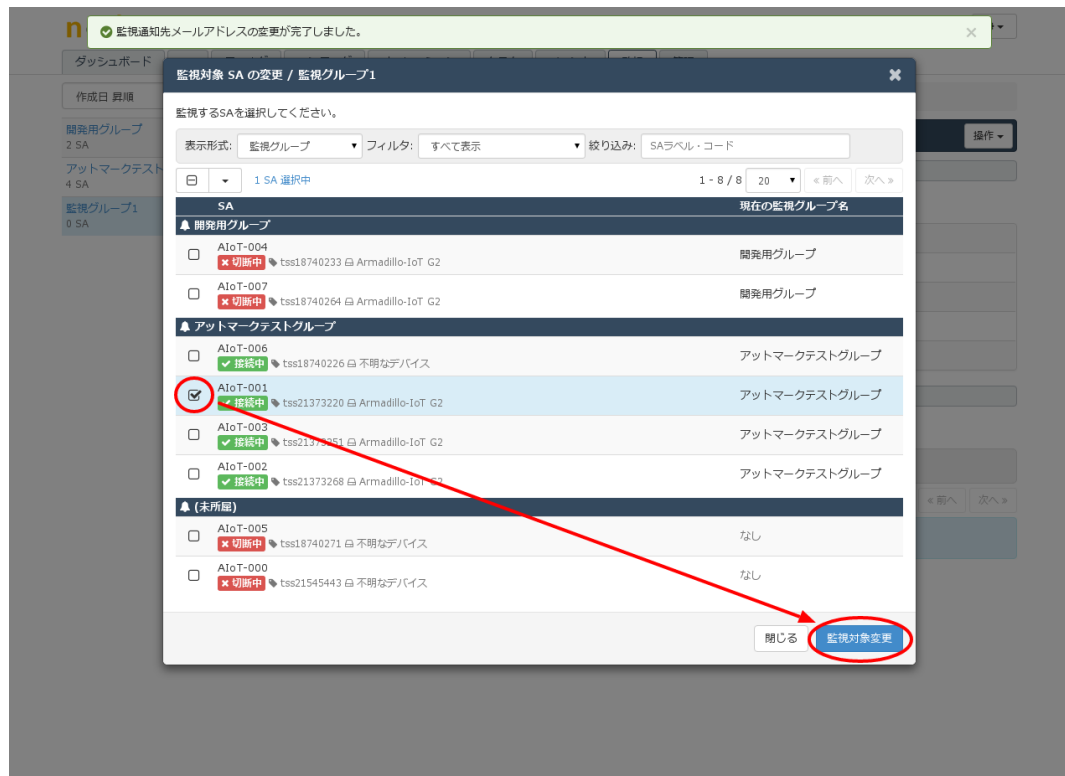 n
監視通知先メールアドレスの変更が完了しました。
ダッシュボード
作成日 昇順
開発用グループ
2 SA
アットマークテスト
4 SA
監視グループ1
0 SA
操作
監視対象 SA の変更 / 監視グループ1
監視するSAを選択してください。
表示形式: 監視グループ フィルタ: すべて表示 絞り込み: SAラベル・コード
1 SA 選択中 1 - 8 / 8 20 «前へ 次へ»
SA 現在の監視グループ名
開発用グループ
AIoT-004
切断中 tss18740233 Armadillo-IoT G2 開発用グループ
AIoT-007
切断中 tss18740264 Armadillo-IoT G2 開発用グループ
アットマークテストグループ
AIoT-006
接続中 tss18740226 不明なデバイス アットマークテストグループ
AIoT-001
接続中 tss21373220 Armadillo-IoT G2 アットマークテストグループ
AIoT-003
接続中 tss21373251 Armadillo-IoT G2 アットマークテストグループ
AIoT-002
接続中 tss21373268 Armadillo-IoT G2 アットマークテストグループ
(未所属)
AIoT-005
切断中 tss18740271 不明なデバイス なし
AIoT-000
切断中 tss21545443 不明なデバイス なし
«前へ 次へ»
閉じる 監視対象変更